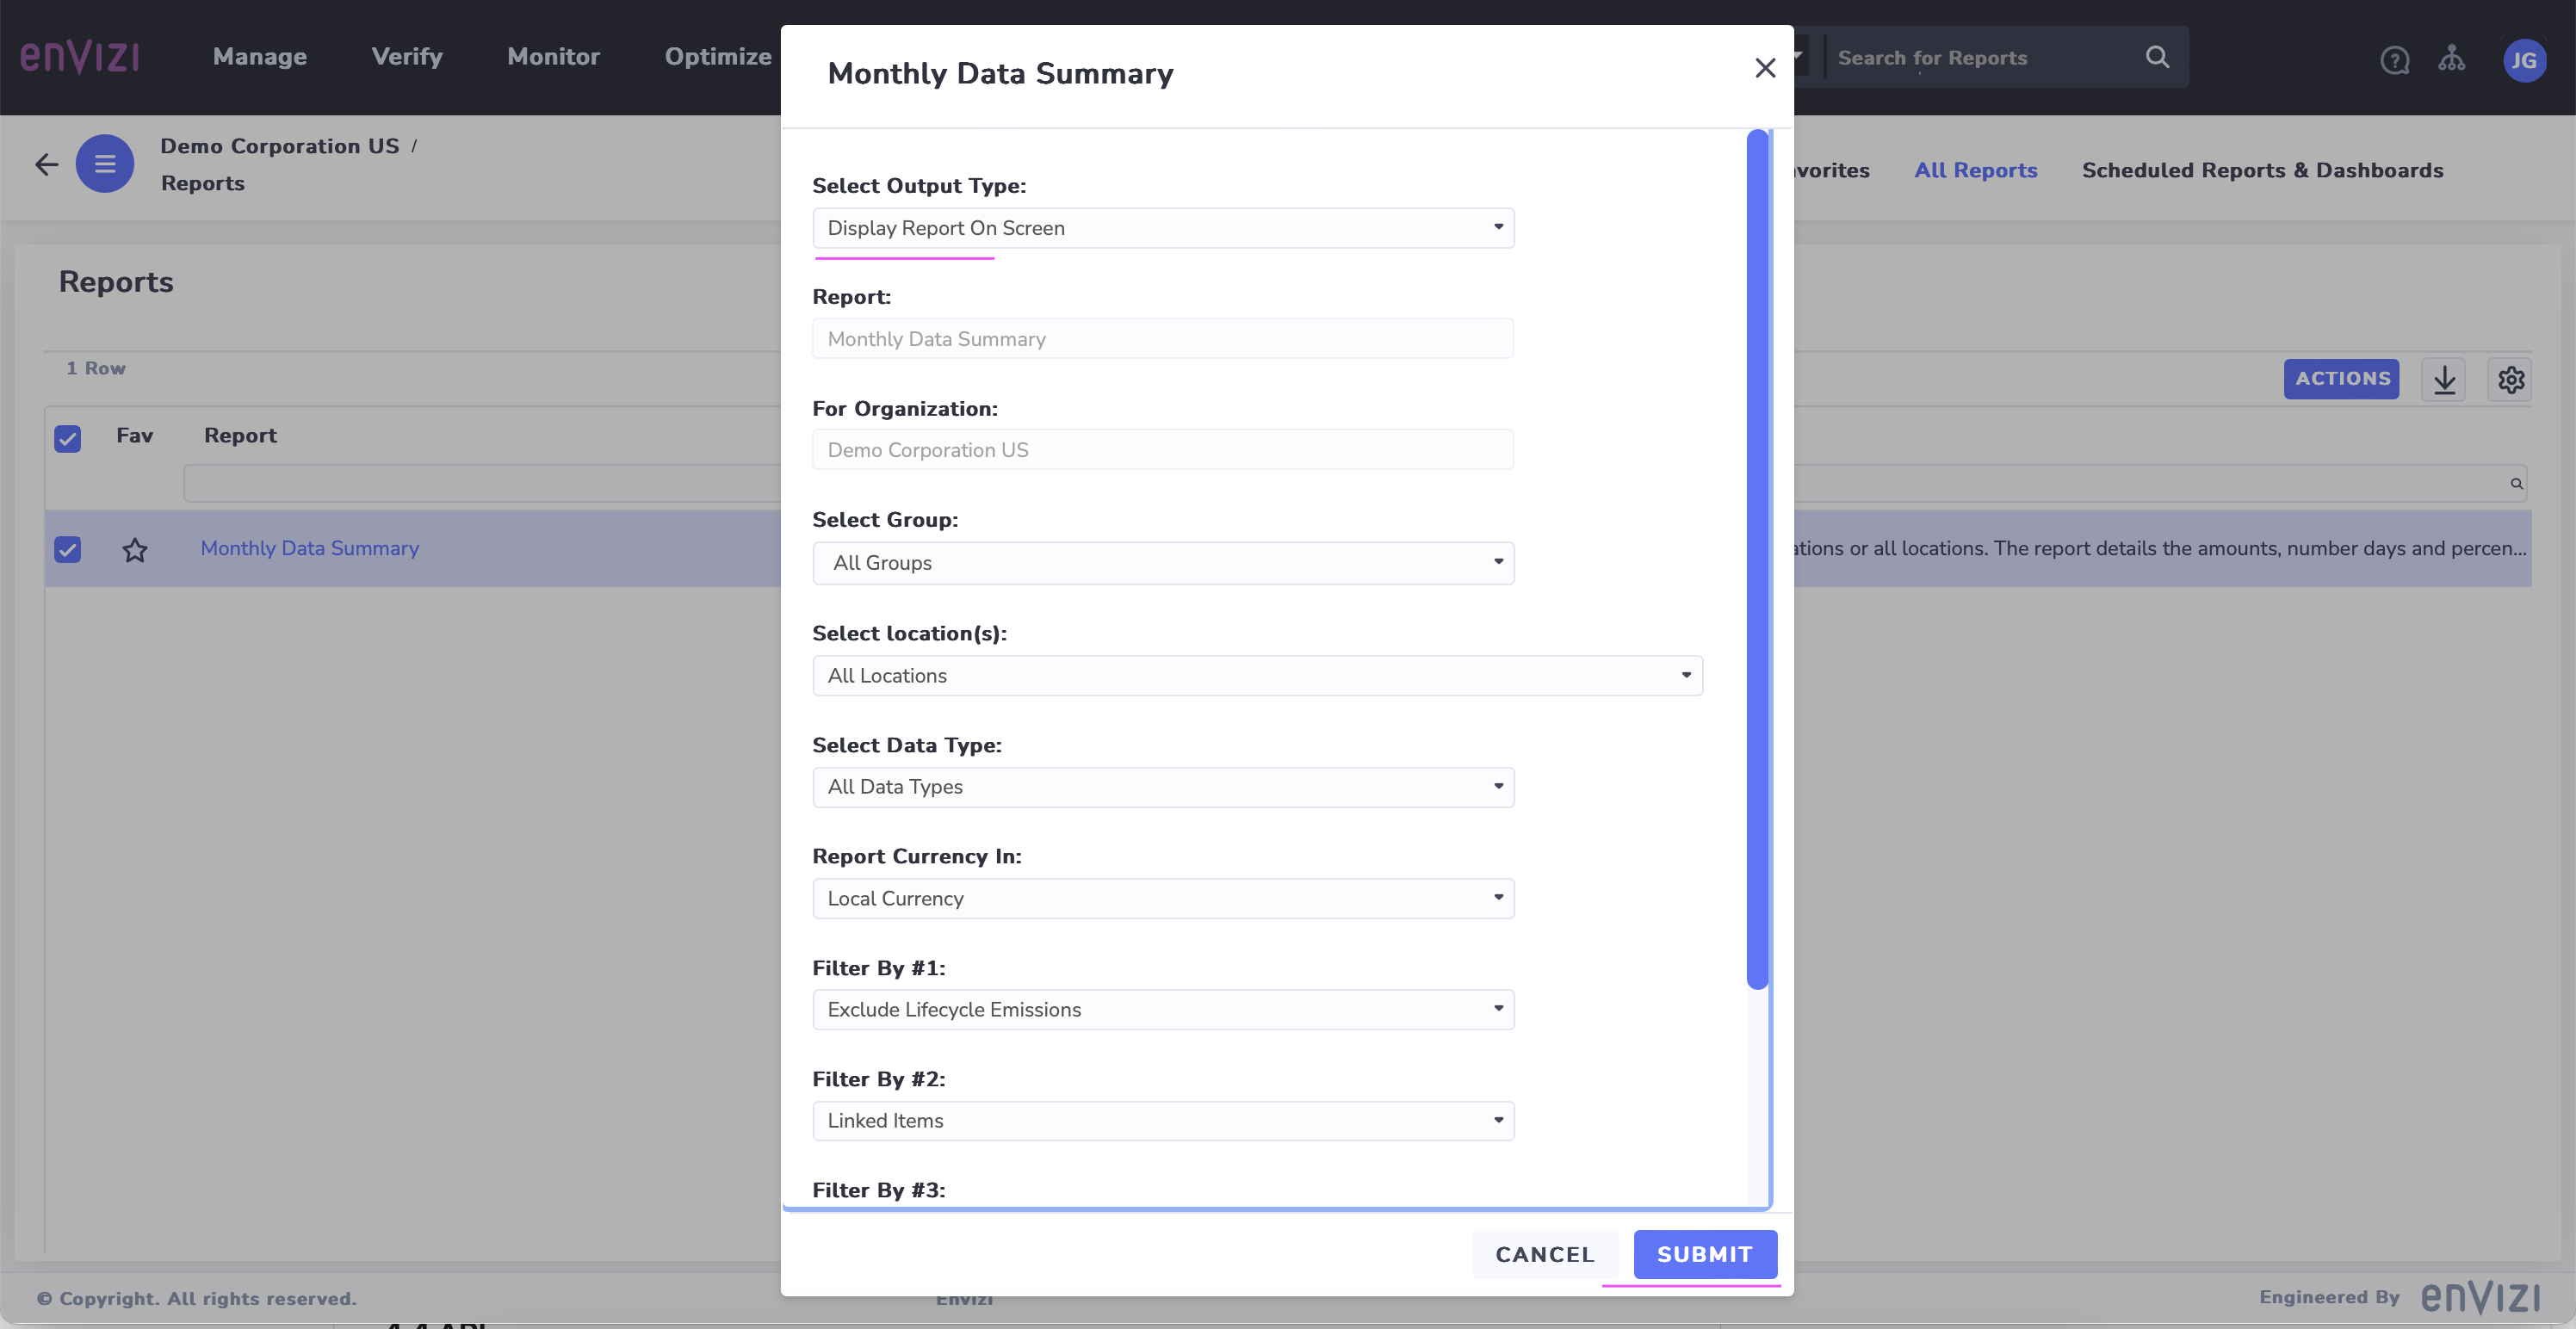 enVIZI
Manage
Verify
Monitor
Optimize
Search for Reports
JG
Demo Corporation US /
Reports
vorites
All Reports
Scheduled Reports & Dashboards
Reports
1 Row
ACTIONS
Fav
Report
Monthly Data Summary
ations or all locations. The report details the amounts, number days and percen...
Monthly Data Summary
Select Output Type:
Display Report On Screen
Report:
Monthly Data Summary
For Organization:
Demo Corporation US
Select Group:
All Groups
Select location(s):
All Locations
Select Data Type:
All Data Types
Report Currency In:
Local Currency
Filter By #1:
Exclude Lifecycle Emissions
Filter By #2:
Linked Items
Filter By #3:
CANCEL
SUBMIT
© Copyright. All rights reserved.
Envizi
Engineered By enVIZI